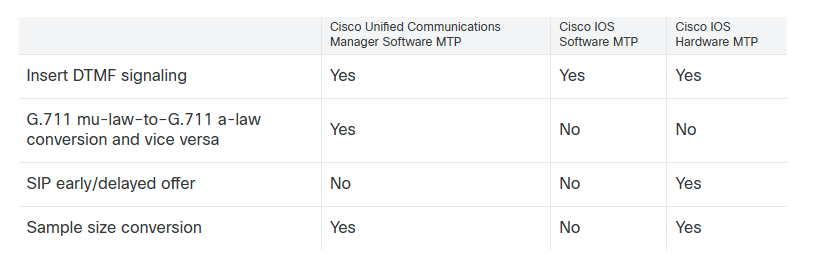 Cisco Unified Communications Manager Software MTP
Cisco IOS Software MTP
Cisco IOS Hardware MTP
Insert DTMF signaling Yes Yes Yes
G.711 mu-law-to-G.711 a-law conversion and vice versa Yes No No
SIP early/delayed offer No No Yes
Sample size conversion Yes No Yes